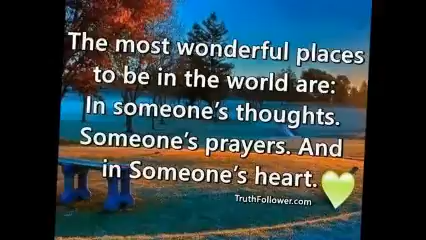 The most wonderful places
to be in the world are:
In someone's thoughts.
Someone's prayers. And
in Someone's heart.
TruthFollower.com